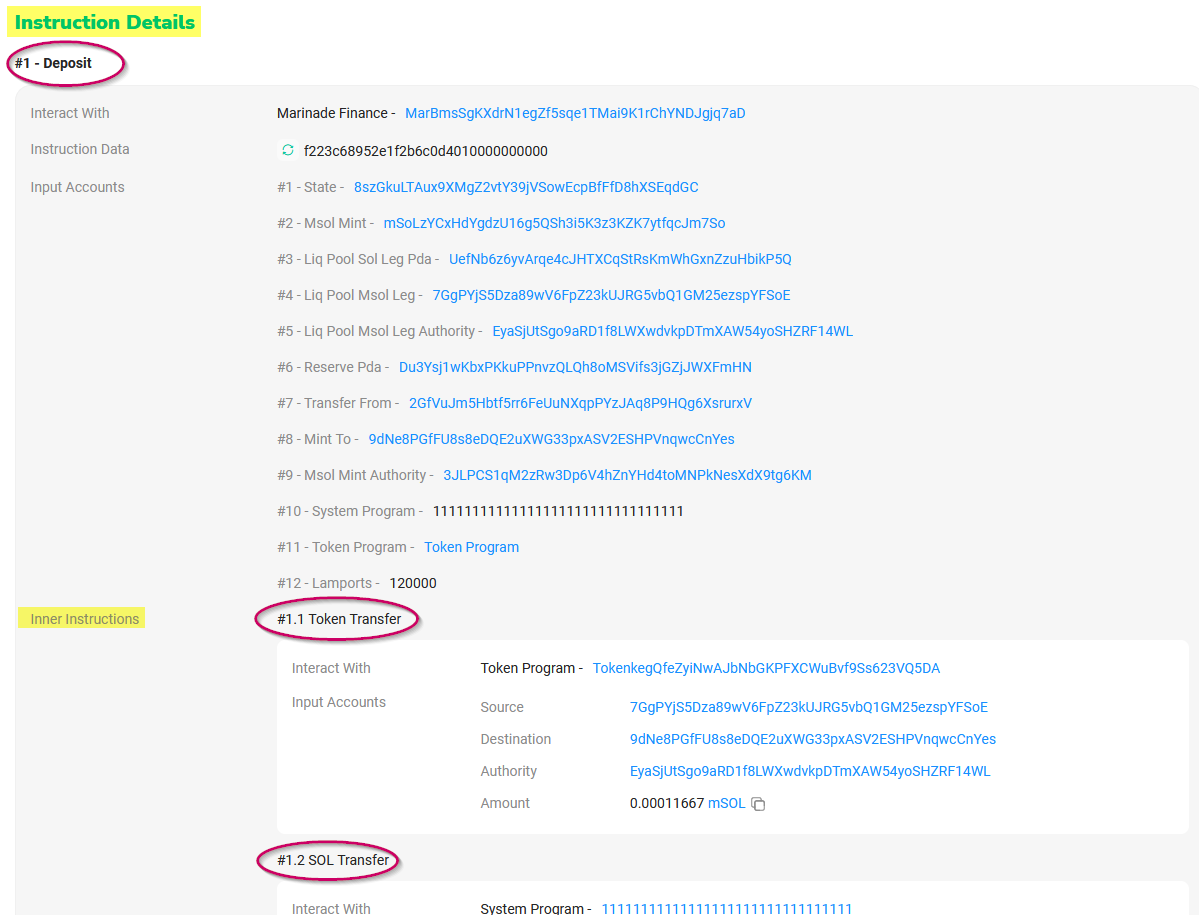 Instruction Details
#1 - Deposit
Interact With Marinade Finance - MarBmsSgKXdrN1egZf5sqe1TMai9K1rChYNDJgjq7aD
Instruction Data f223c68952e1f2b6c0d4010000000000
Input Accounts #1 - State - 8szGkuLTAux9XMgZ2vtY39jVSowEcpBfFfD8hXSEqdGC
#2 - Msol Mint - mSoLzYCxHdYgdzU16g5QSh3i5K3z3KZK7ytfqcJm7So
#3 - Liq Pool Sol Leg Pda - UefNb6z6yvArqe4cJHTXCqStRsKmWhGxnZzuHbikP5Q
#4 - Liq Pool Msol Leg - 7GgPYjS5Dza89wV6FpZ23kUJRG5vbQ1GM25ezspYFSoE
#5 - Liq Pool Msol Leg Authority - EyaSjUtSgo9aRD1f8LWXwdvkpDTmXAW54yoSHZRF14WL
#6 - Reserve Pda - Du3Ysj1wKbxPKkuPPnvzQLQh8oMSVifs3jGZjJWXFmHN
#7 - Transfer From - 2GfVuJm5Hbtf5rr6FeUuNXqpPYzJAq8P9HQg6XsrurxV
#8 - Mint To - 9dNe8PGfFU8s8eDQE2uXWG33pxASV2ESHPVnqwcCnYes
#9 - Msol Mint Authority - 3JLPCS1qM2zRw3Dp6V4hZnYHd4toMNPkNesXdX9tg6KM
#10 - System Program - 11111111111111111111111111111111
#11 - Token Program - Token Program
#12 - Lamports - 120000
Inner Instructions #1.1 Token Transfer
Interact With Token Program - TokenkegQfeZyiNwAJbNbGKPFXCWuBvf9Ss623VQ5DA
Input Accounts Source 7GgPYjS5Dza89wV6FpZ23kUJRG5vbQ1GM25ezspYFSoE
Destination 9dNe8PGfFU8s8eDQE2uXWG33pxASV2ESHPVnqwcCnYes
Authority EyaSjUtSgo9aRD1f8LWXwdvkpDTmXAW54yoSHZRF14WL
Amount 0.00011667 mSOL
#1.2 SOL Transfer
Interact With System Program - 11111111111111111111111111111111